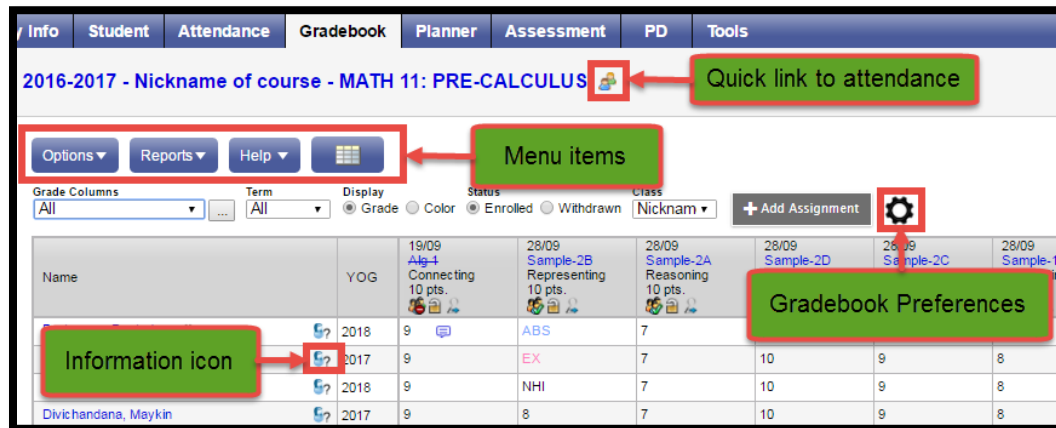 y Info Student Attendance Gradebook Planner Assessment PD Tools
2016-2017 - Nickname of course - MATH 11: PRE-CALCULUS
Quick link to attendance
Options Reports Help
Menu items
Grade Columns Term Display Status Class
All ... All Grade Color Enrolled Withdrawn Nicknam + Add Assignment
Gradebook Preferences
19/09 28/09 28/09 28/09 28/09 28/09
Alg-1 Sample-2B Sample-2A Sample-2D Sample-2C Sample-1
Name YOG Connecting Representing Reasoning
10 pts. 10 pts. 10 pts.
2018 9 ABS 7
Information icon
2017 9 EX 7 10 9 8
2018 9 NHI 7 10 9 8
Divichandana, Maykin 2017 9 8 7 10 9 8